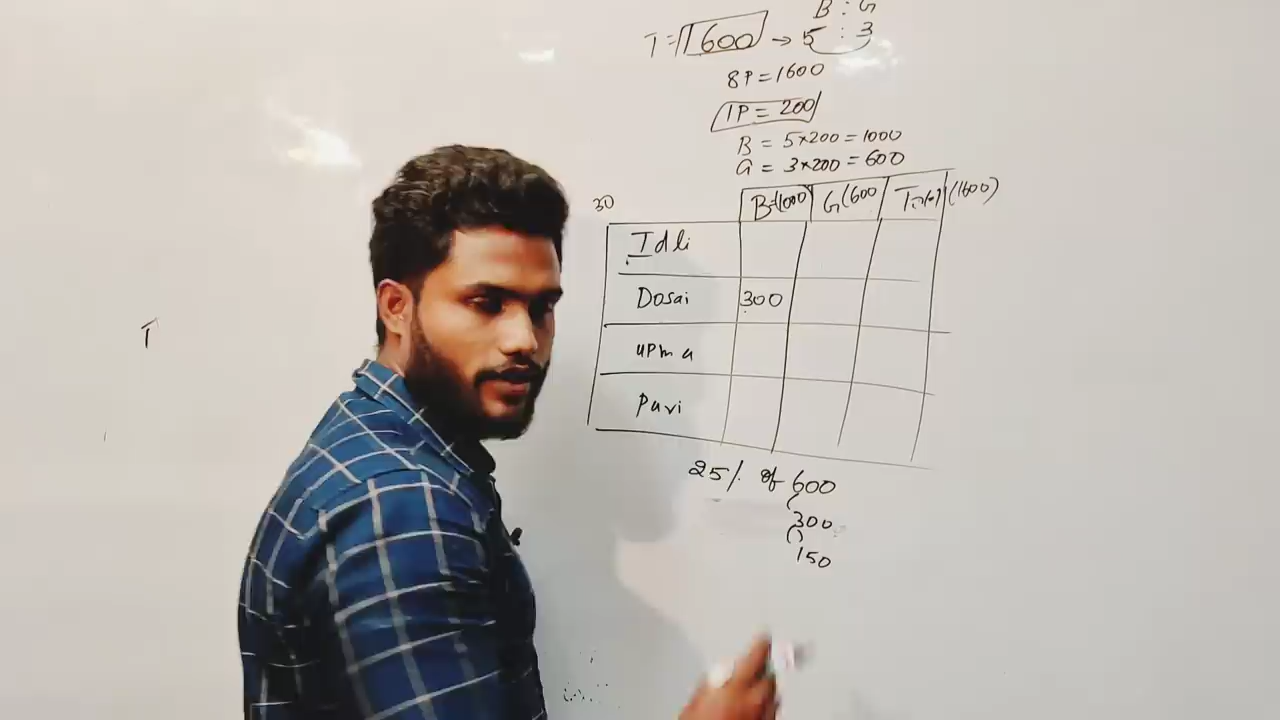 B : G
T = 1600 → 5 : 3
8P = 1600
1P = 200
B = 5×200 = 1000
G = 3×200 = 600
30
B=(1000) G(600 (1600)
Idli
Dosai 300
upma
Puri
25% of 600
300
150
T